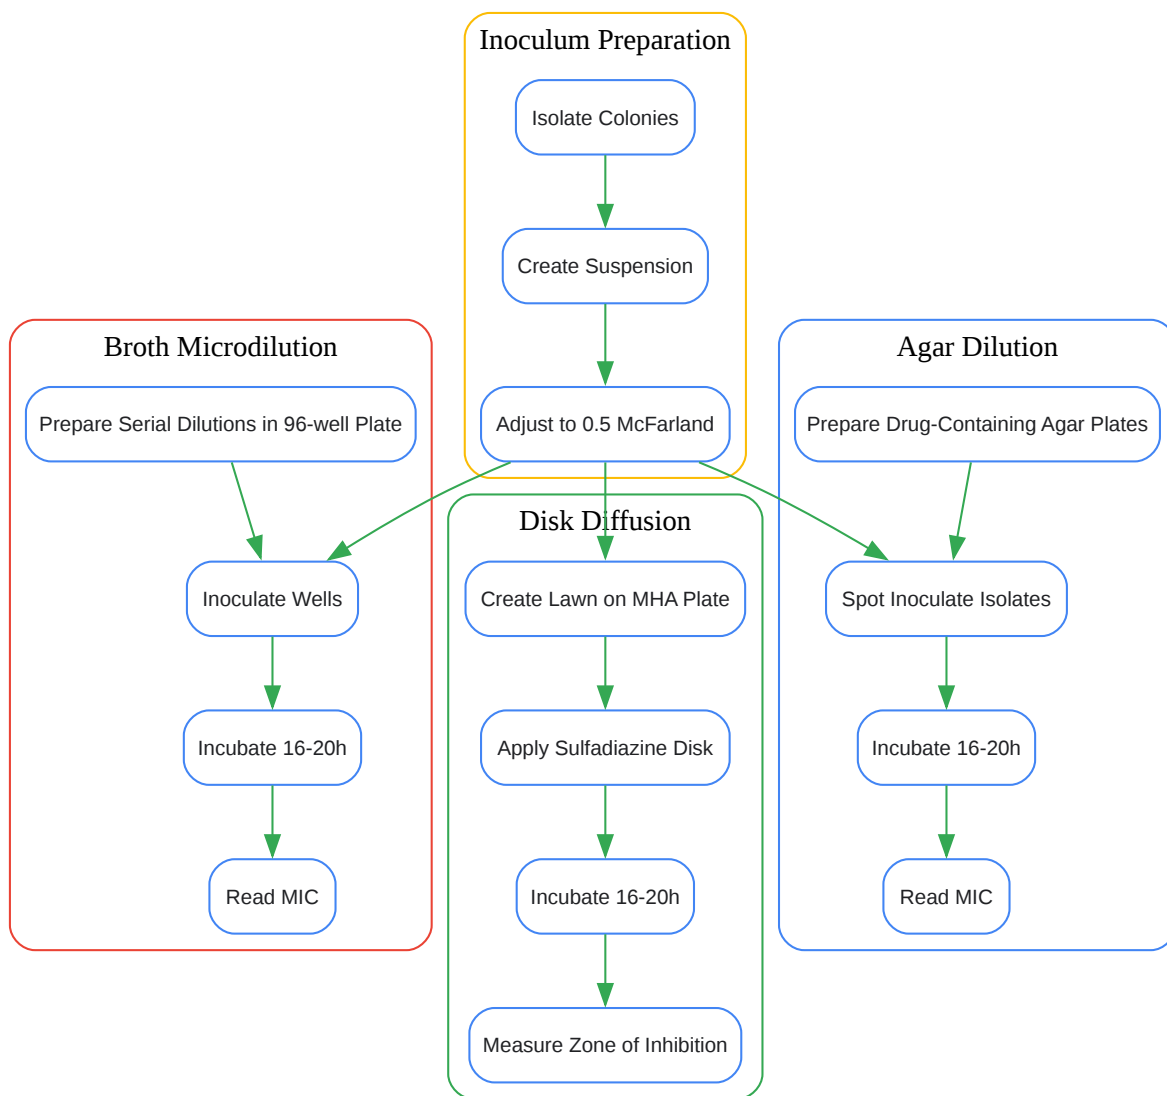 Inoculum Preparation
Isolate Colonies
Create Suspension
Adjust to 0.5 McFarland
Broth Microdilution
Prepare Serial Dilutions in 96-well Plate
Inoculate Wells
Incubate 16-20h
Read MIC
Disk Diffusion
Create Lawn on MHA Plate
Apply Sulfadiazine Disk
Incubate 16-20h
Measure Zone of Inhibition
Agar Dilution
Prepare Drug-Containing Agar Plates
Spot Inoculate Isolates
Incubate 16-20h
Read MIC